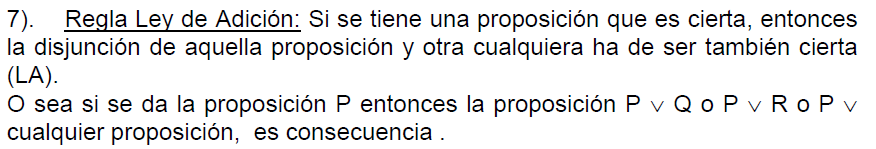 7). Regla Ley de Adición: Si se tiene una proposición que es cierta, entonces
la disjunción de aquella proposición y otra cualquiera ha de ser también cierta
(LA).
O sea si se da la proposición P entonces la proposición P ∨ Q o P ∨ R o P ∨
cualquier proposición, es consecuencia .